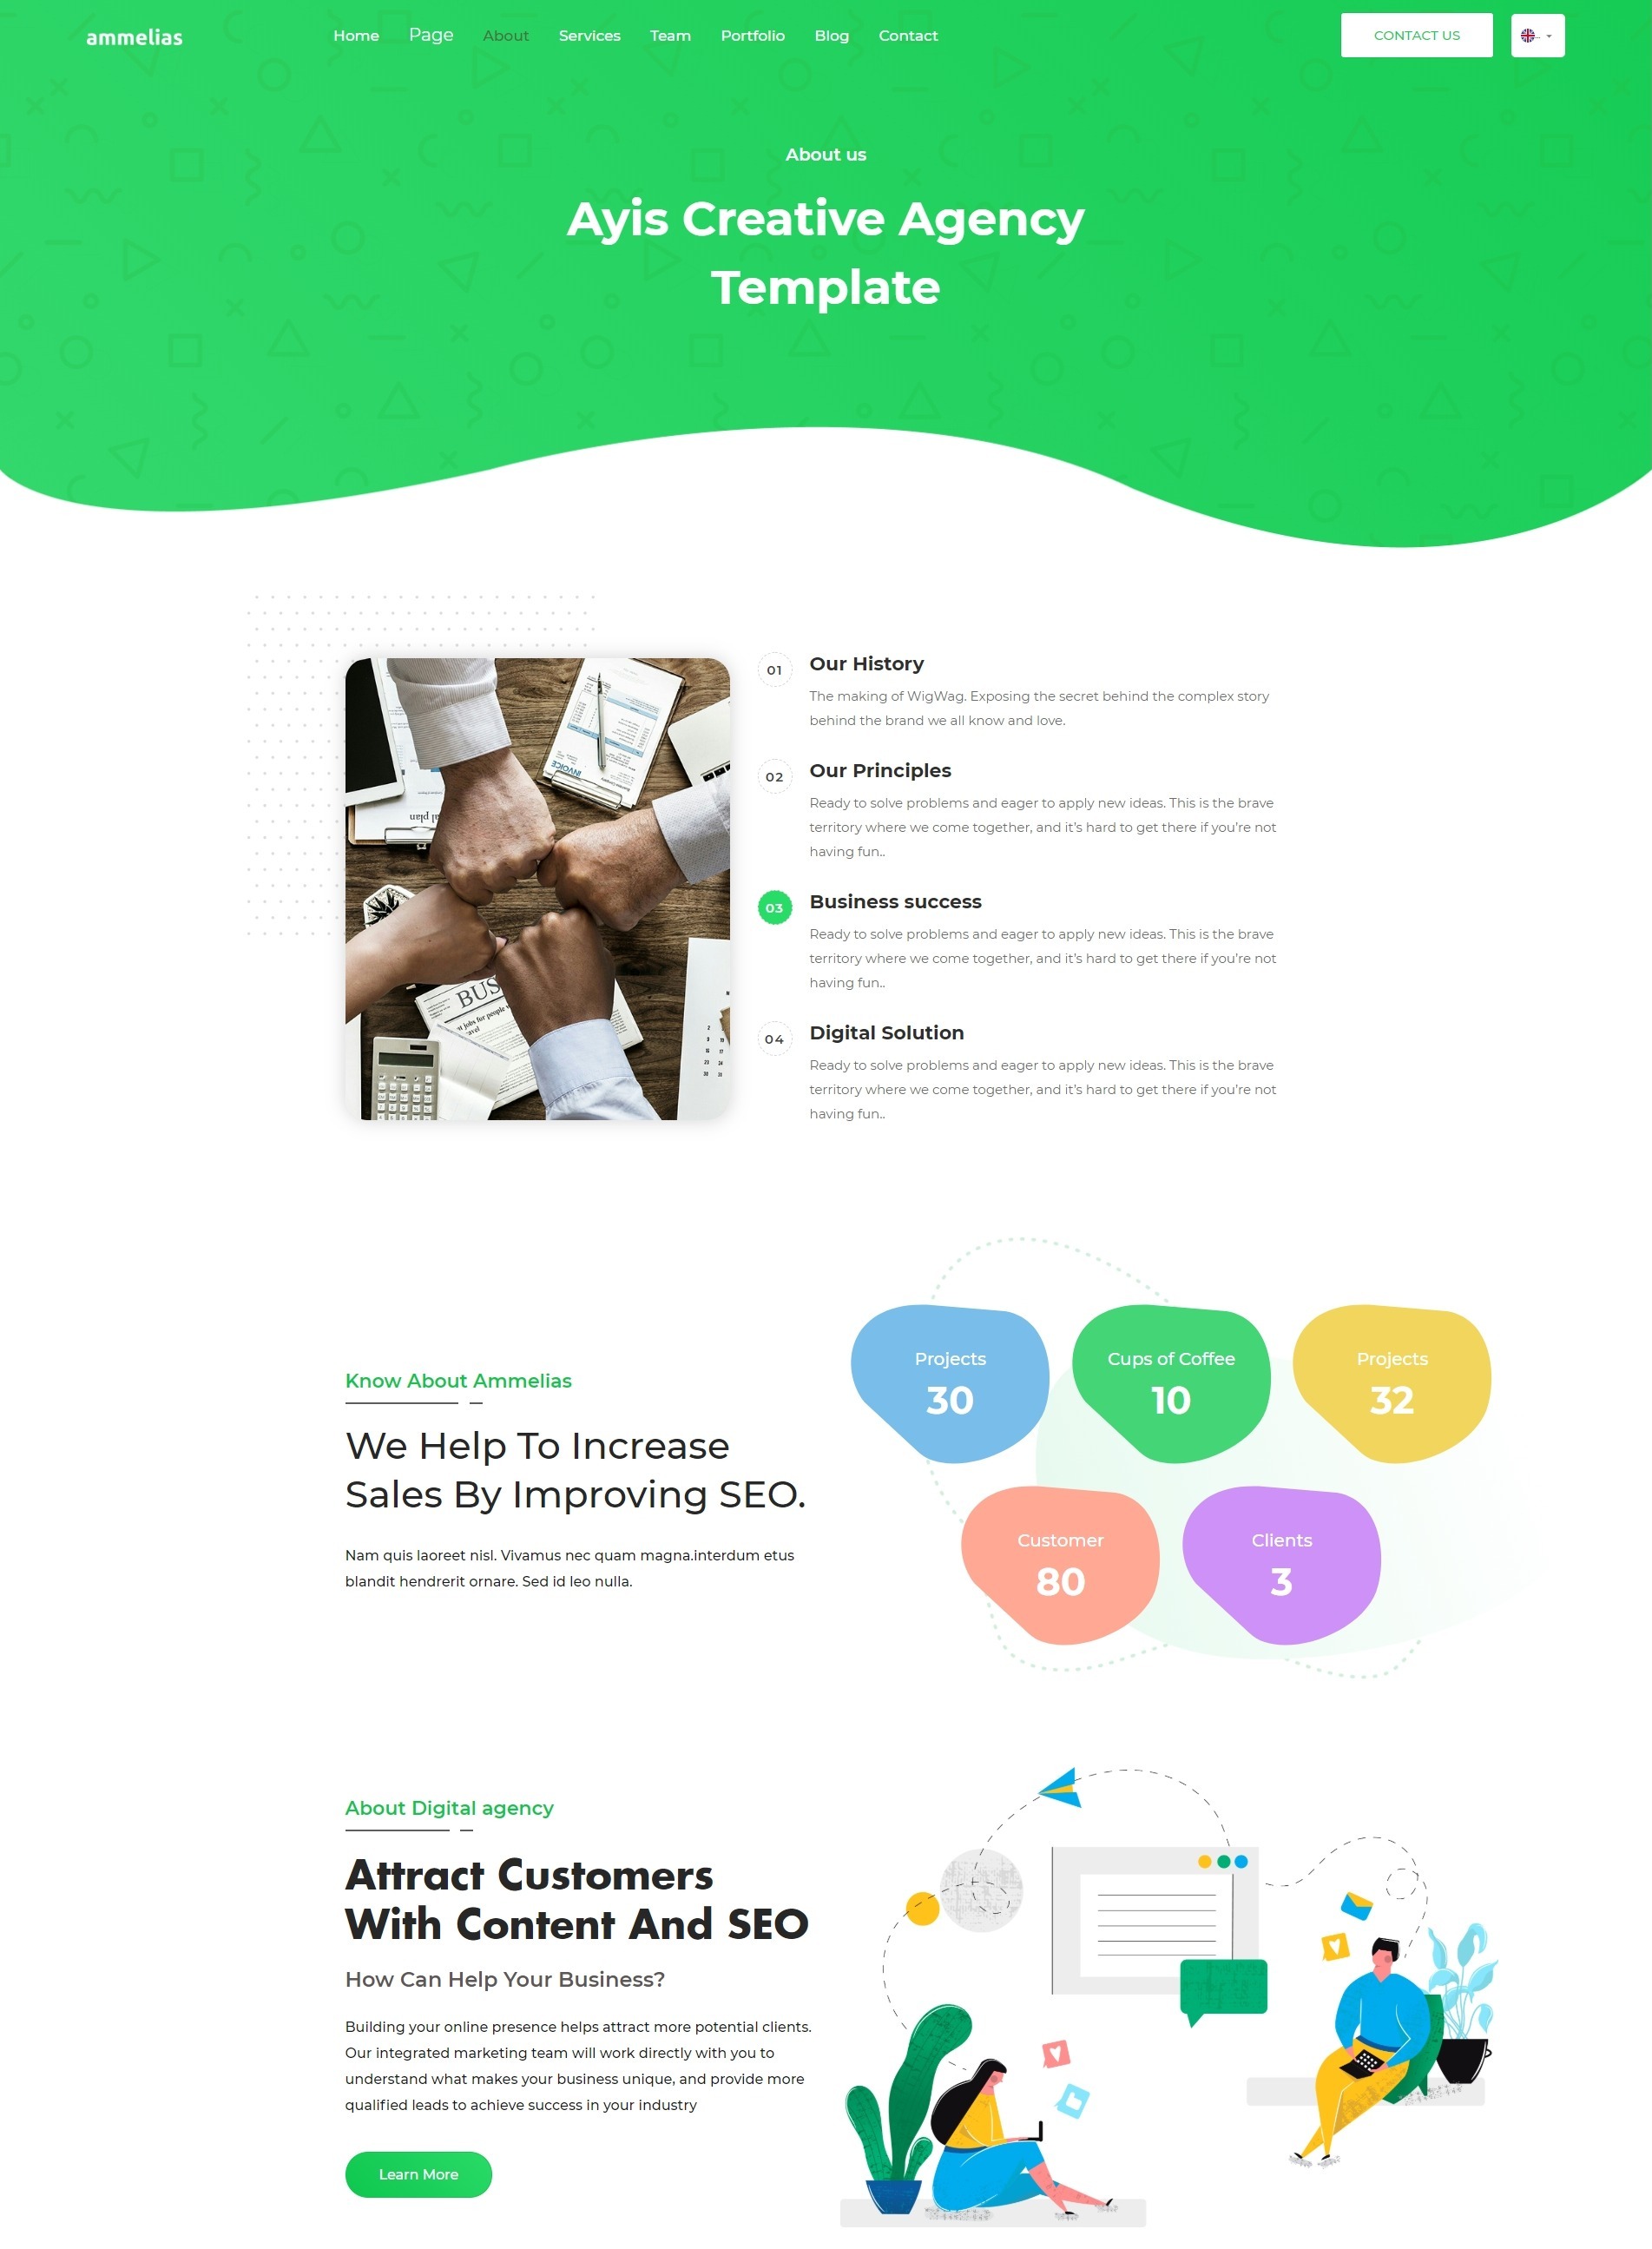 ammelias
Home Page About Services Team Portfolio Blog Contact
CONTACT US
About us
Ayis Creative Agency
Template
INVOICE
al plan
BUS
jobs for people
01
Our History
The making of WigWag. Exposing the secret behind the complex story
behind the brand we all know and love.
02
Our Principles
Ready to solve problems and eager to apply new ideas. This is the brave
territory where we come together, and it's hard to get there if you're not
having fun..
03
Business success
Ready to solve problems and eager to apply new ideas. This is the brave
territory where we come together, and it's hard to get there if you're not
having fun..
04
Digital Solution
Ready to solve problems and eager to apply new ideas. This is the brave
territory where we come together, and it's hard to get there if you're not
having fun..
Know About Ammelias
We Help To Increase
Sales By Improving SEO.
Nam quis laoreet nisl. Vivamus nec quam magna.interdum etus
blandit hendrerit ornare. Sed id leo nulla.
Projects
30
Cups of Coffee
10
Projects
32
Customer
80
Clients
3
About Digital agency
Attract Customers
With Content And SEO
How Can Help Your Business?
Building your online presence helps attract more potential clients.
Our integrated marketing team will work directly with you to
understand what makes your business unique, and provide more
qualified leads to achieve success in your industry
Learn More